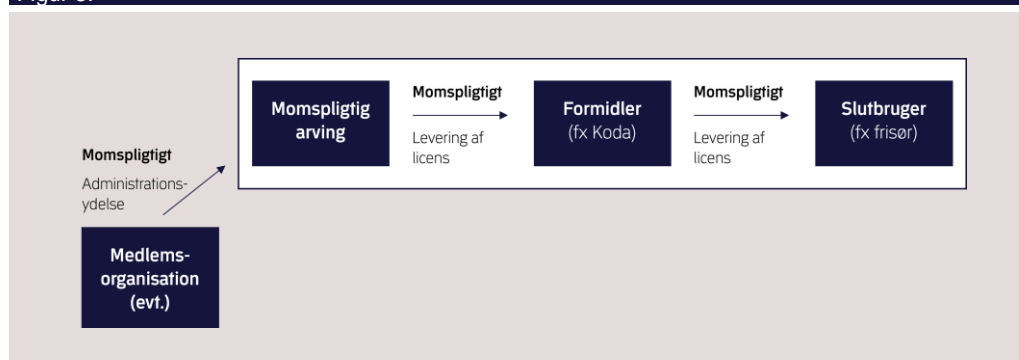 Momspligtig
arving
Momspligtigt
Levering af
licens
Formidler
(fx Koda)
Momspligtigt
Levering af
licens
Slutbruger
(fx frisør)
Momspligtigt
Administrations-
ydelse
Medlems-
organisation
(evt.)